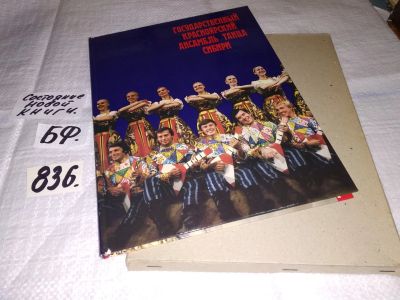 ГОСУДАРСТВЕННЫЙ
КРАСНОЯРСКИЙ
АНСАМБЛЬ ТАНЦА
СИБИРИ
Состояние
новой
книги.
БФ.
836.